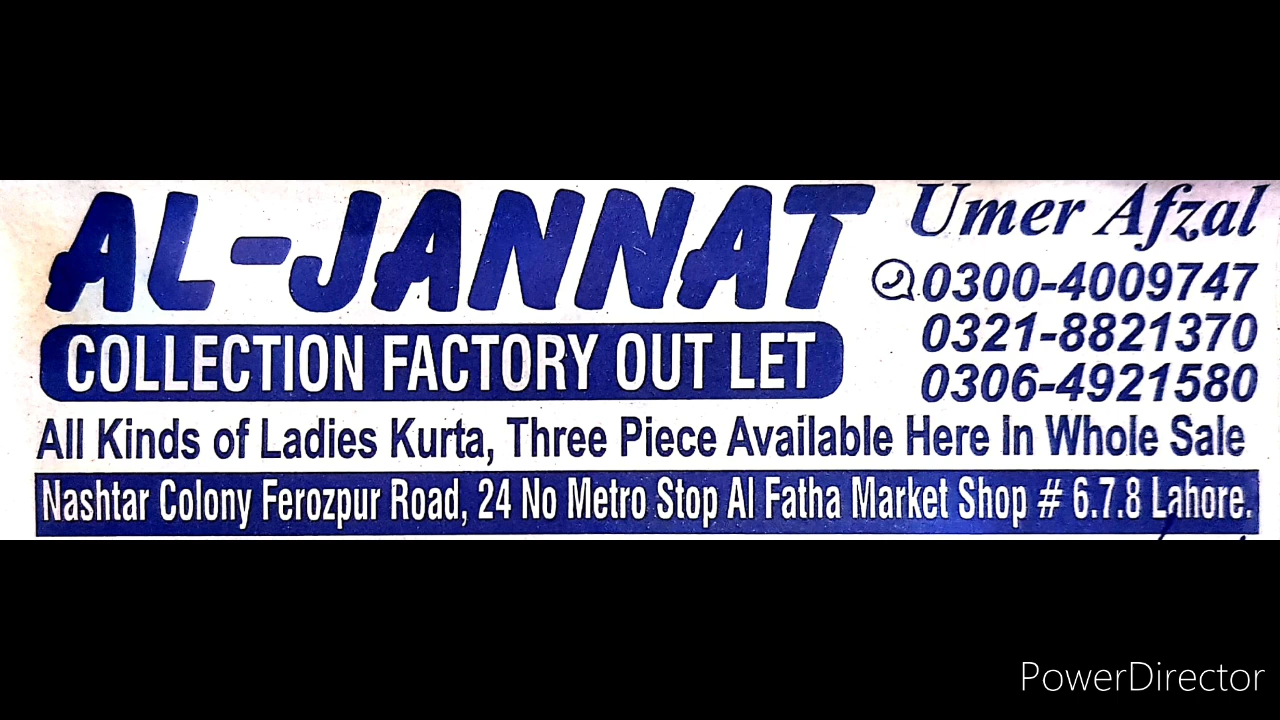 AL-JANNAT
COLLECTION FACTORY OUT LET
Umer Afzal
0300-4009747
0321-8821370
0306-4921580
All Kinds of Ladies Kurta, Three Piece Available Here in Whole Sale
Nashtar Colony Ferozpur Road, 24 No Metro Stop Al Fatha Market Shop # 6.7.8 Lahore.
PowerDirector